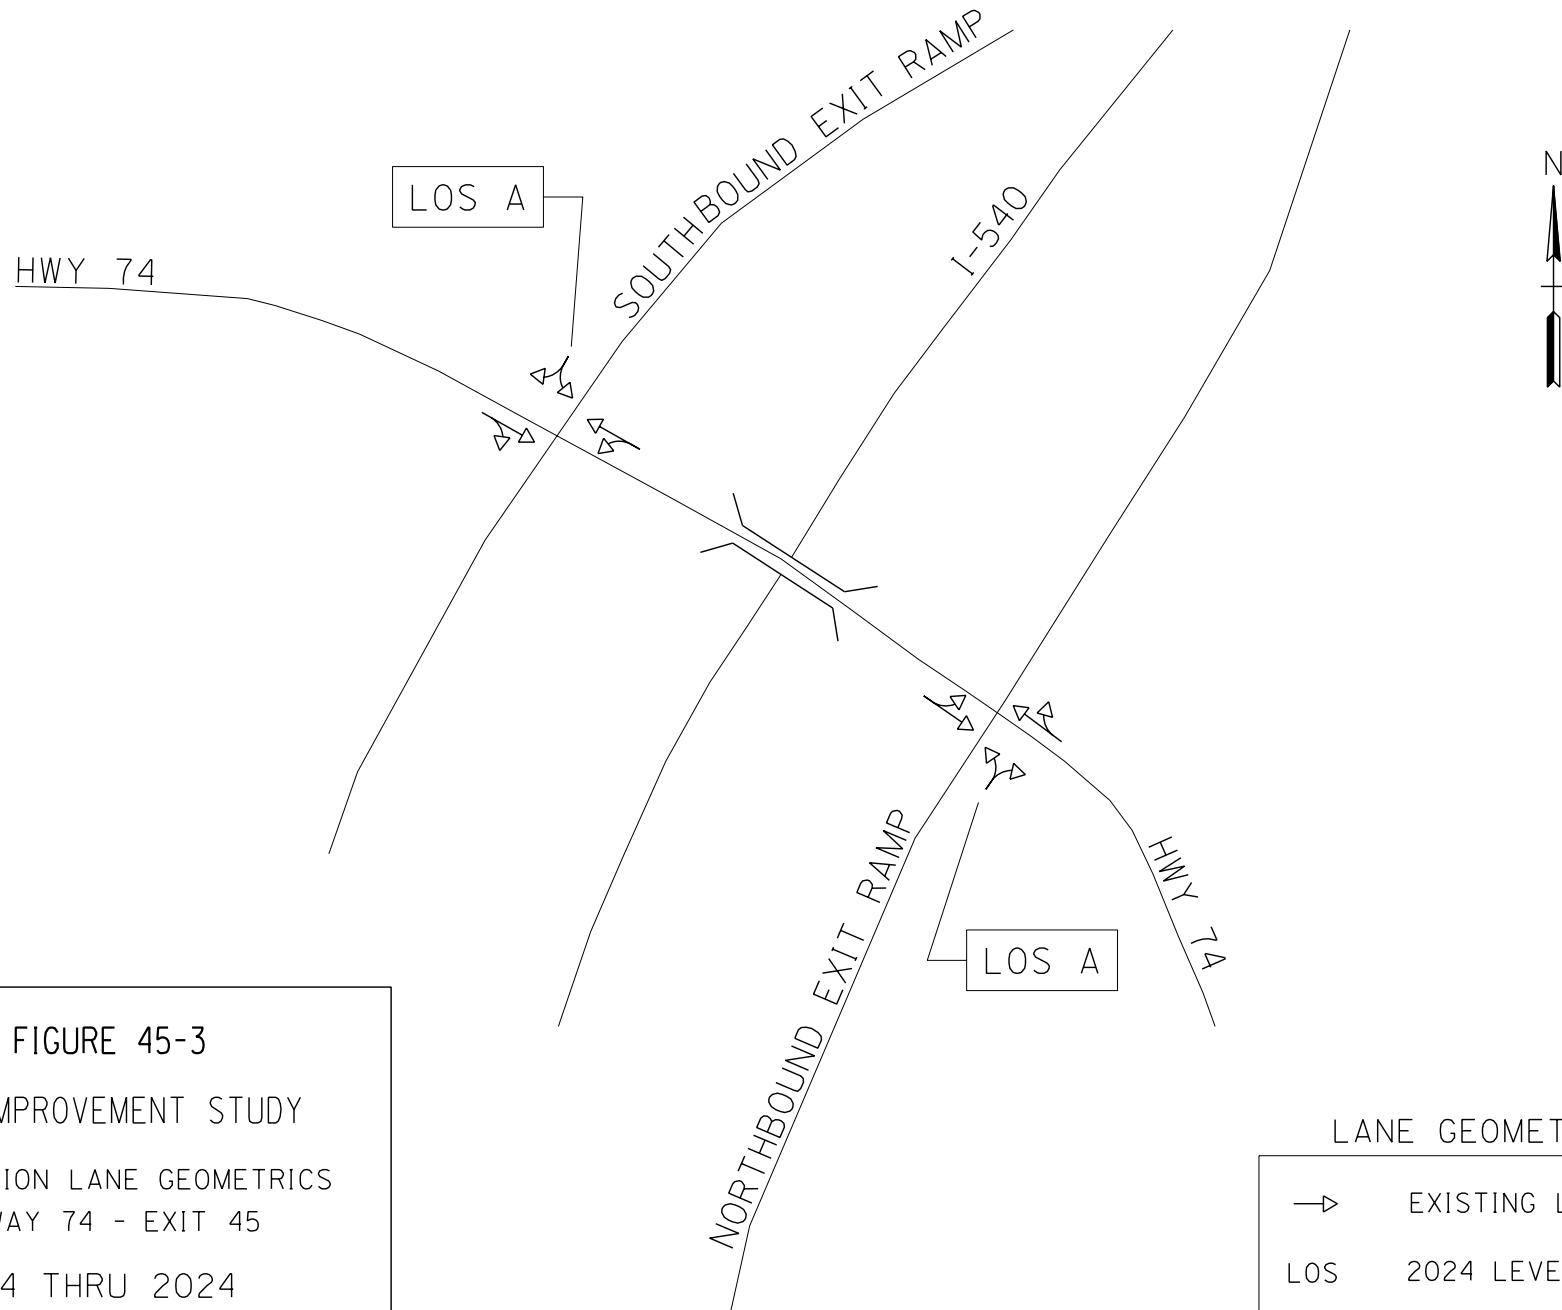 SOUTHBOUND EXIT RAMP
LOS A
N
I-540
HWY 74
HWY 74
LOS A
NORTHBOUND EXIT RAMP
FIGURE 45-3
MPROVEMENT STUDY
ION LANE GEOMETRICS
WAY 74 - EXIT 45
4 THRU 2024
LANE GEOMET
EXISTING L
LOS 2024 LEVE